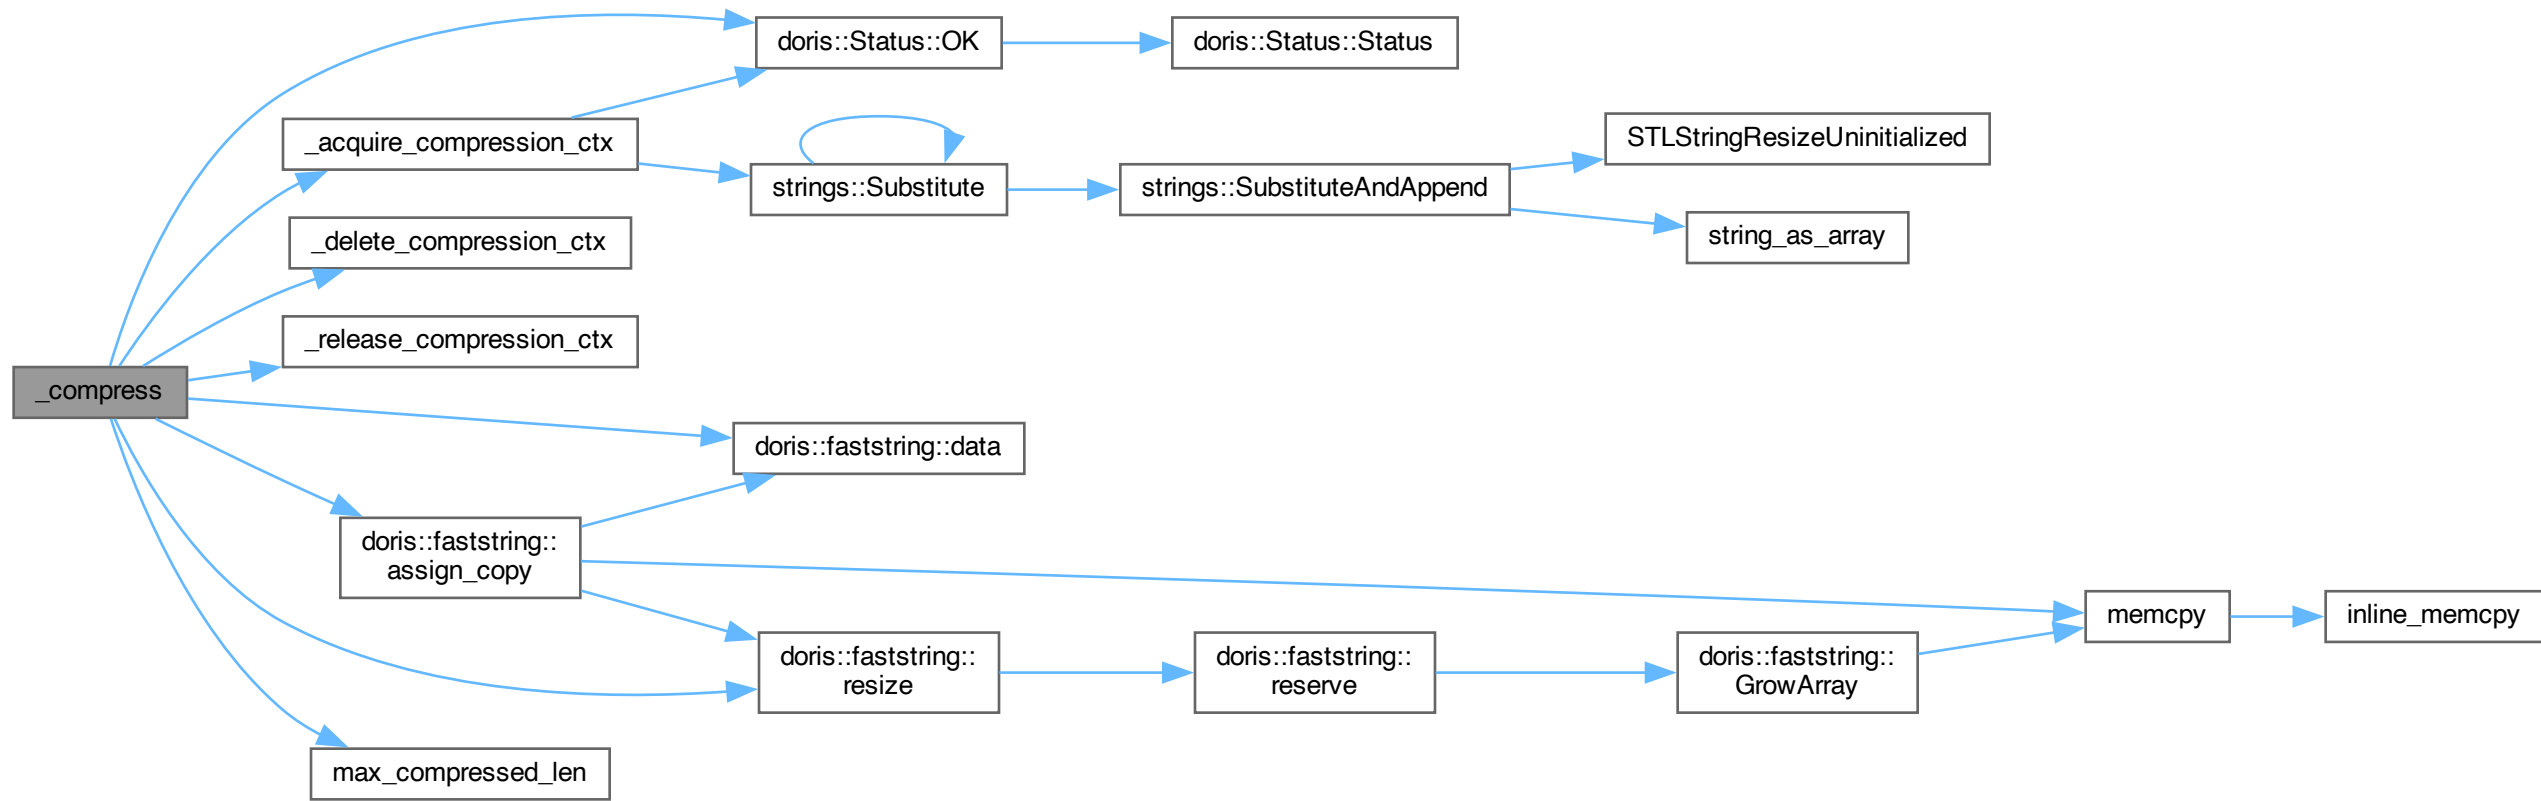 doris::Status::OK
doris::Status::Status
_acquire_compression_ctx
STLStringResizeUninitialized
strings::Substitute
strings::SubstituteAndAppend
_delete_compression_ctx
string_as_array
_release_compression_ctx
_compress
doris::faststring::data
doris::faststring::
assign_copy
memcpy
inline_memcpy
doris::faststring::
resize
doris::faststring::
reserve
doris::faststring::
GrowArray
max_compressed_len